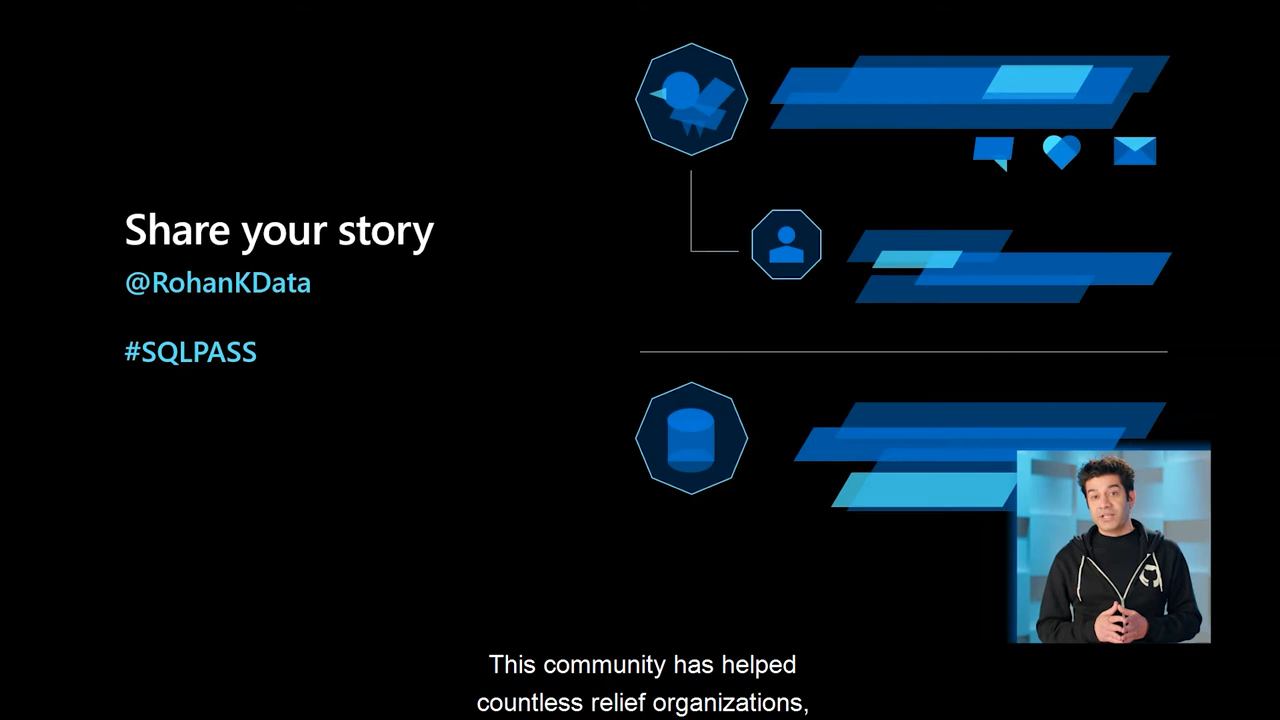 Share your story
@RohanKData
#SQLPASS
This community has helped
countless relief organizations,